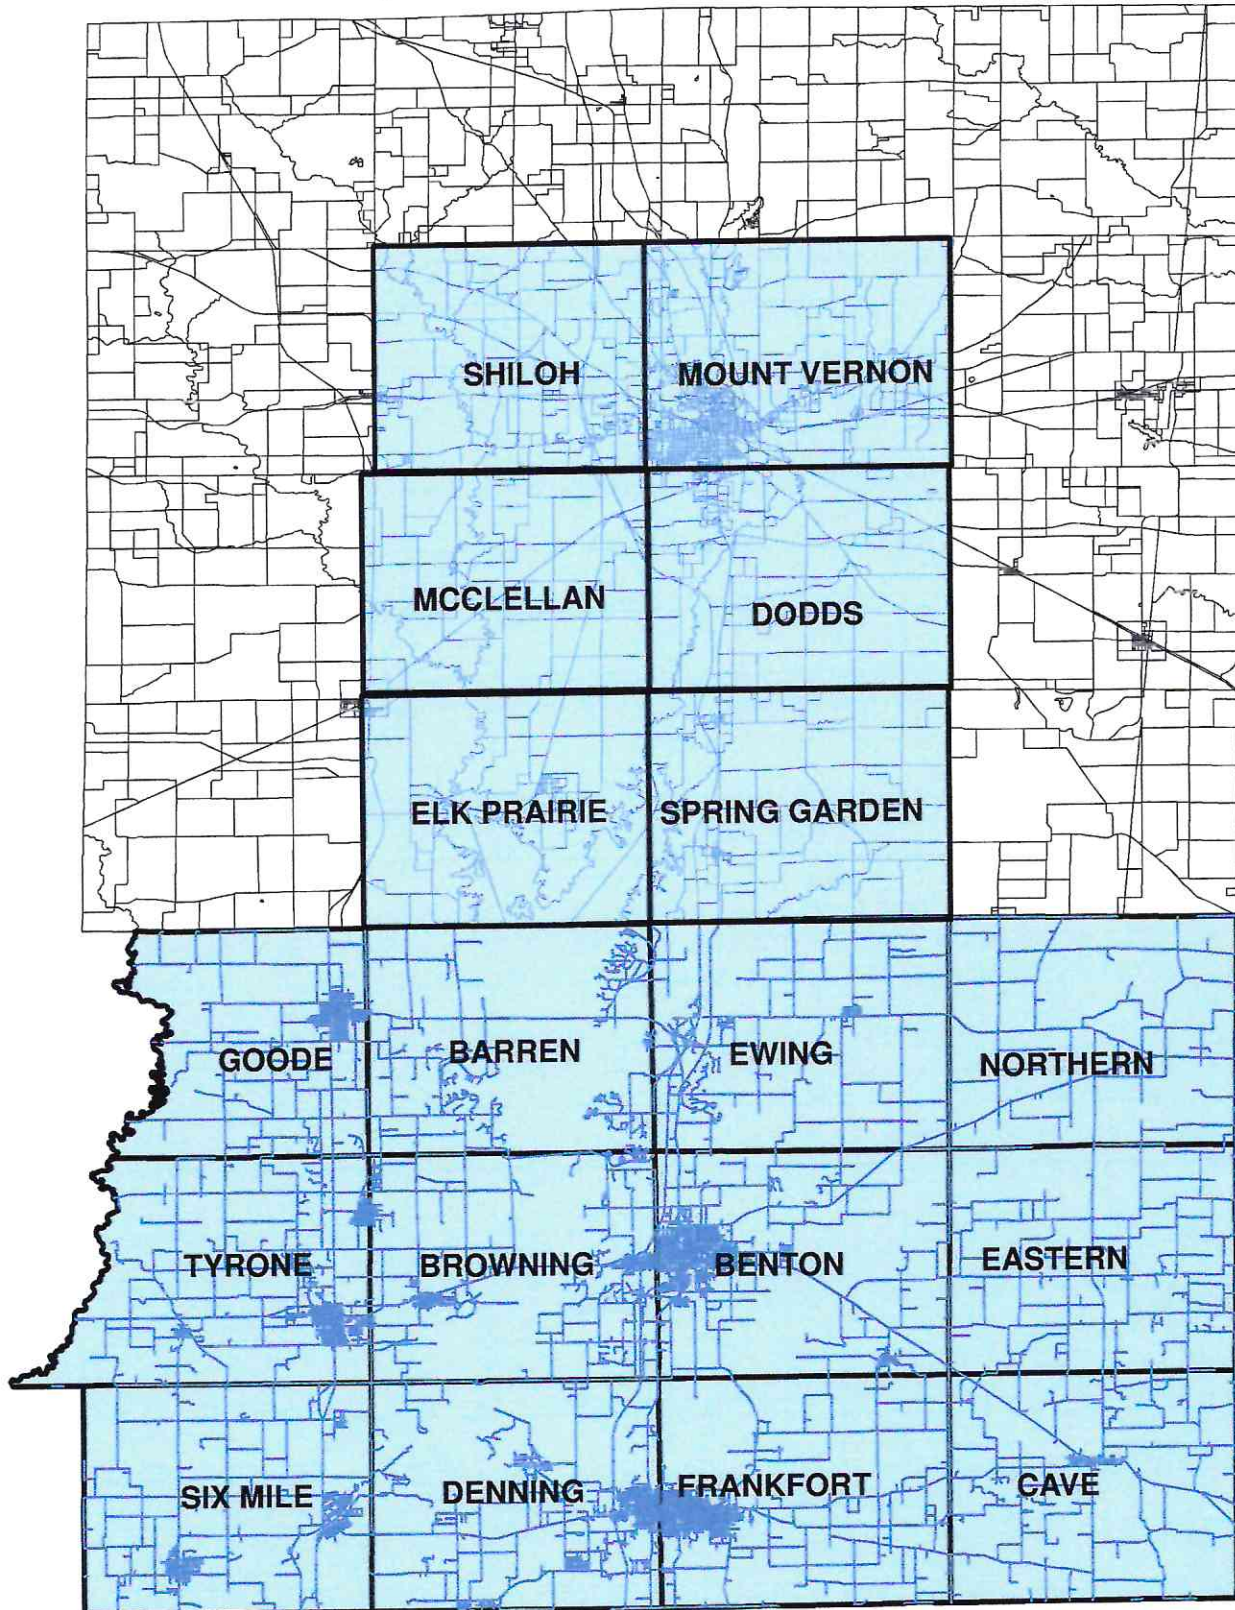 SHILOH
MOUNT VERNON
MCCLELLAN
DODDS
ELK PRAIRIE
SPRING GARDEN
GOODE
BARREN
EWING
NORTHERN
TYRONE
BROWNING
BENTON
EASTERN
SIX MILE
DENNING
FRANKFORT
CAVE